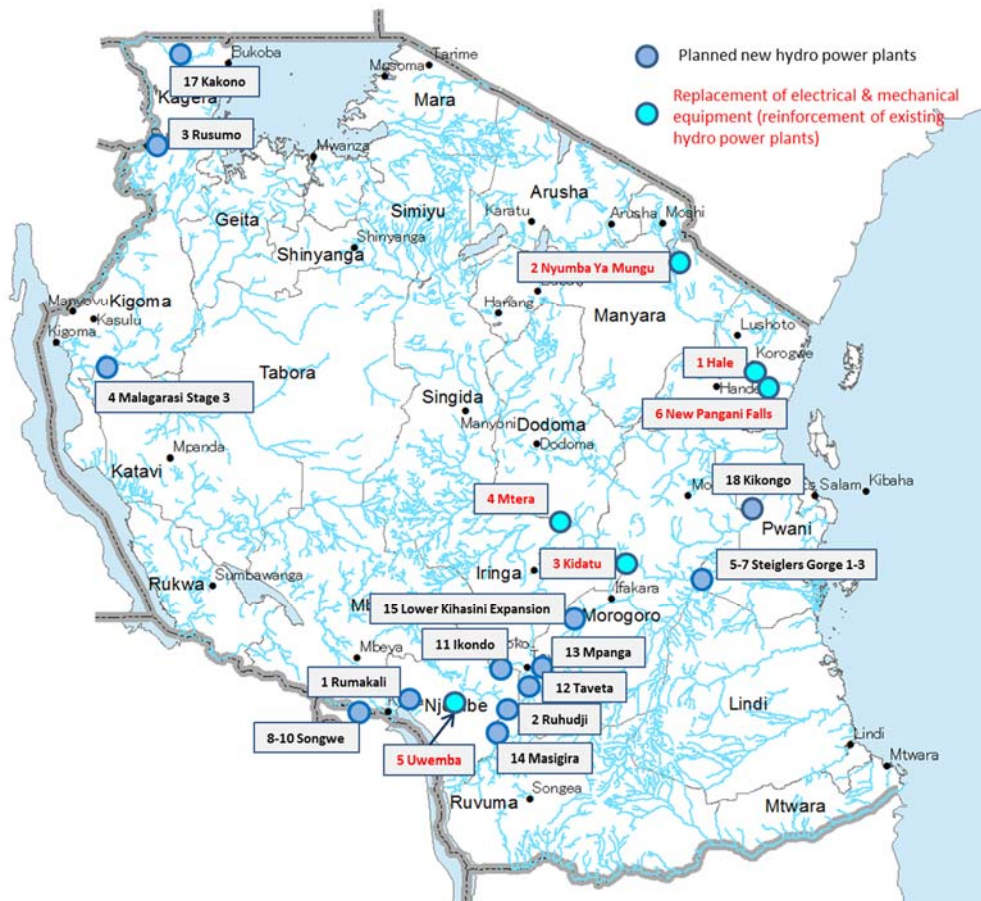 Planned new hydro power plants
Replacement of electrical & mechanical
equipment (reinforcement of existing
hydro power plants)
Bukoba
Tarime
Musoma
17 Kakono
Kagera
Mara
3 Rusumo
Mwanza
Arusha
Geita
Simiyu
Karatu
Arusha
Moshi
Shinyanga
Shinyanga
2 Nyumba Ya Mungu
Manyovu
Kigoma
Hanang
Manyara
Kasulu
Kigoma
Lushoto
1 Hale
Korogwe
4 Malagarasi Stage 3
Tabora
Singida
6 New Pangani Falls
Manyoni
Dodoma
Dodoma
Mpanda
Katavi
18 Kikongo
Salam
Kibaha
4 Mtera
Pwani
3 Kidatu
5-7 Steiglers Gorge 1-3
Iringa
Rukwa
Sumbawanga
Ifakara
15 Lower Kihasini Expansion
Morogoro
11 Ikondo
13 Mpanga
Mbeya
1 Rumakali
12 Taveta
Njombe
2 Ruhudji
Lindi
8-10 Songwe
5 Uwemba
14 Masigira
Lindi
Mtwara
Ruvuma
Songea
Mtwara